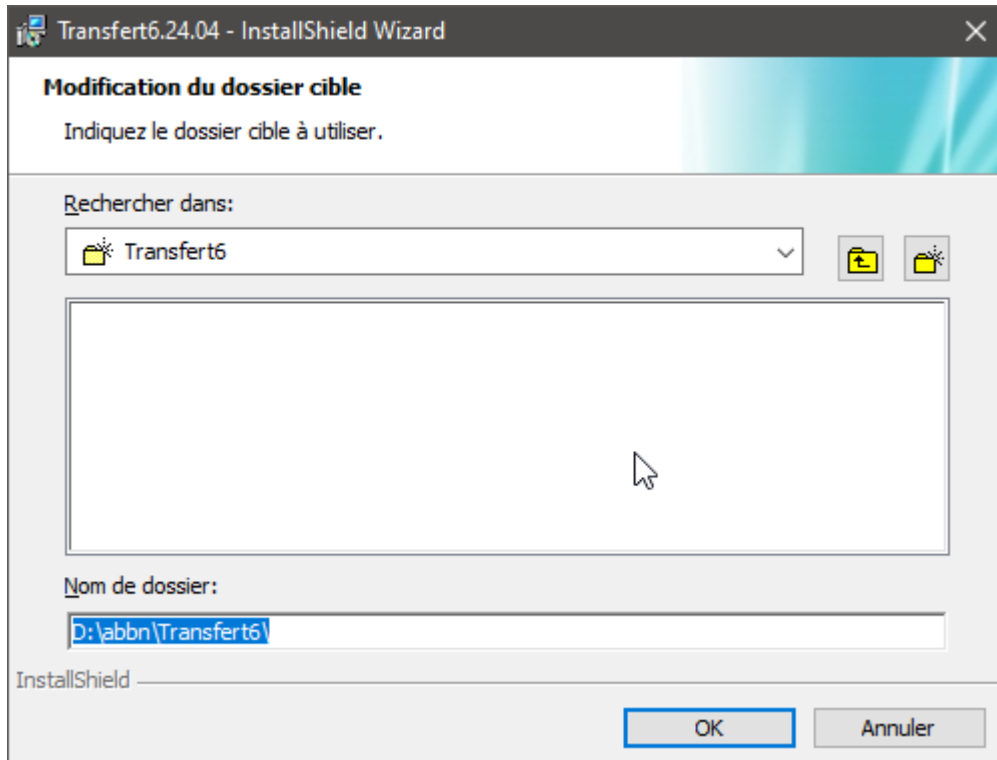 Transfert6.24.04 - InstallShield Wizard
Modification du dossier cible
Indiquez le dossier cible à utiliser.
Rechercher dans:
Transfert6
Nom de dossier:
D:\abbn\Transfert6\
InstallShield
OK
Annuler